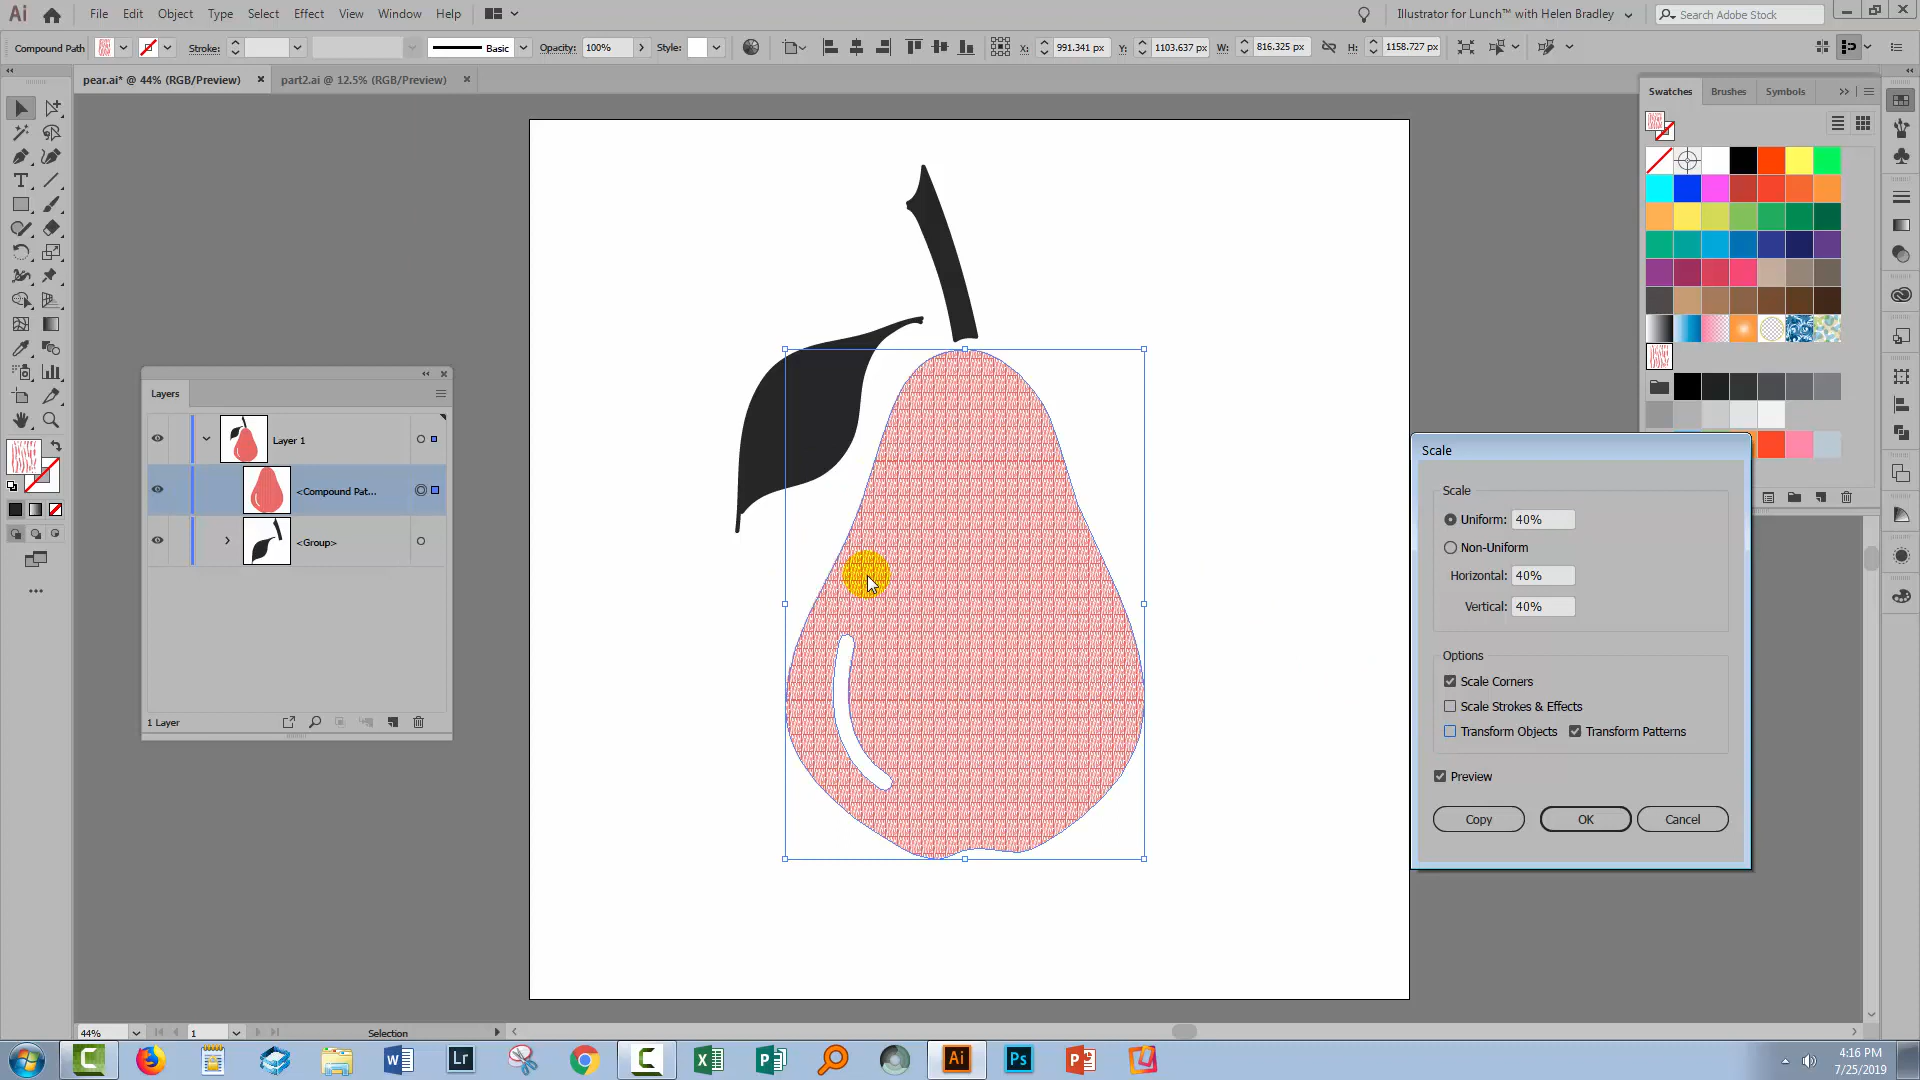 Ai File Edit Object Type Select Effect View Window Help Illustrator for Lunch™ with Helen Bradley Search Adobe Stock
Compound Path Stroke: Basic Opacity: 100% Style: X: 991.341 px Y: 1103.637 px W: 816.325 px H: 1158.727 px
pear.ai* @ 44% (RGB/Preview) × part2.ai @ 12.5% (RGB/Preview) ×
Swatches Brushes Symbols
Layers
Layer 1
<Compound Pat...
<Group>
1 Layer
Scale
Scale
Uniform: 40%
Non-Uniform
Horizontal: 40%
Vertical: 40%
Options
Scale Corners
Scale Strokes & Effects
Transform Objects Transform Patterns
Preview
Copy OK Cancel
44% 1 Selection
Lr Ai Ps
4:16 PM
7/25/2019